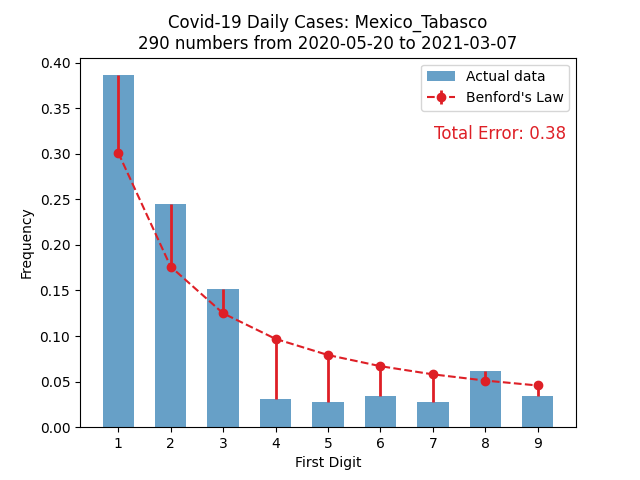 Covid-19 Daily Cases: Mexico_Tabasco
290 numbers from 2020-05-20 to 2021-03-07
Actual data
Benford's Law
Total Error: 0.38
Frequency
0.40
0.35
0.30
0.25
0.20
0.15
0.10
0.05
0.00
1 2 3 4 5 6 7 8 9
First Digit